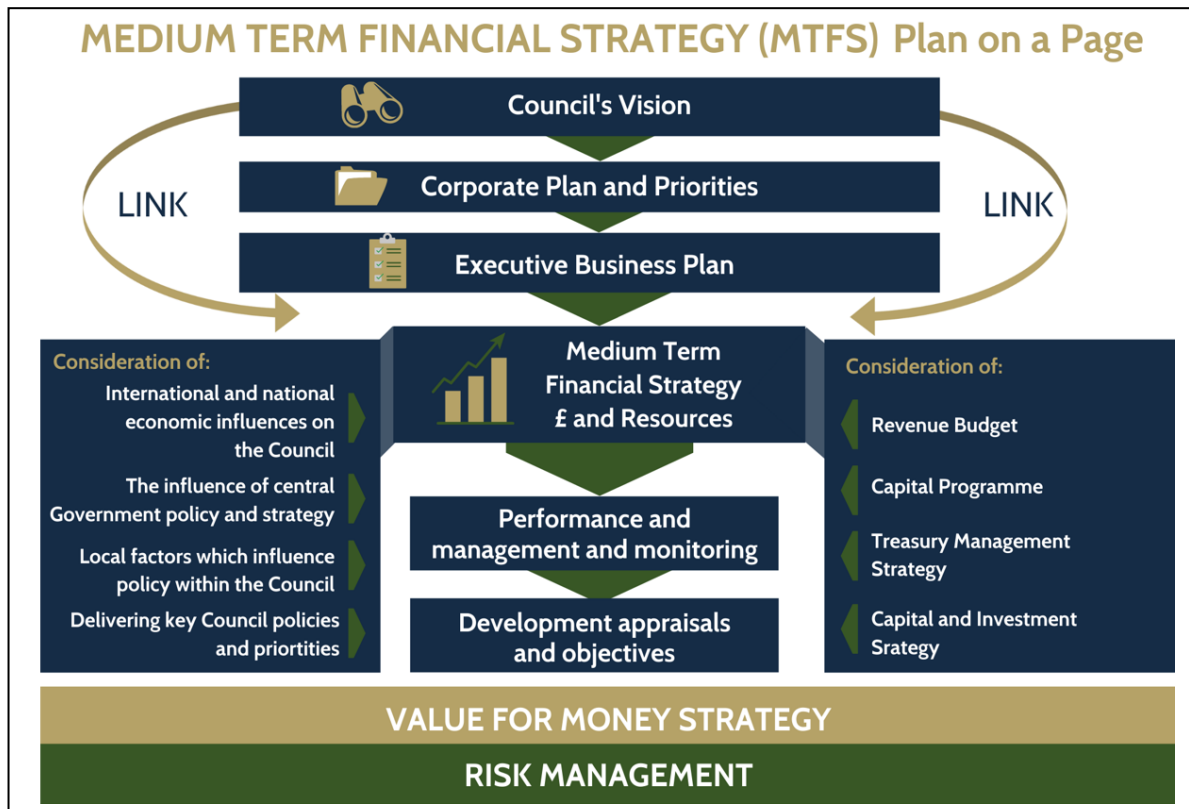 MEDIUM TERM FINANCIAL STRATEGY (MTFS) Plan on a Page
Council's Vision
LINK
LINK
Corporate Plan and Priorities
Executive Business Plan
Consideration of:
International and national
economic influences on
the Council
The influence of central
Government policy and strategy
Local factors which influence
policy within the Council
Delivering key Council policies
and priortities
Medium Term
Financial Strategy
£ and Resources
Performance and
management and monitoring
Development appraisals
and objectives
Consideration of:
Revenue Budget
Capital Programme
Treasury Management
Strategy
Capital and Investment
Srategy
VALUE FOR MONEY STRATEGY
RISK MANAGEMENT